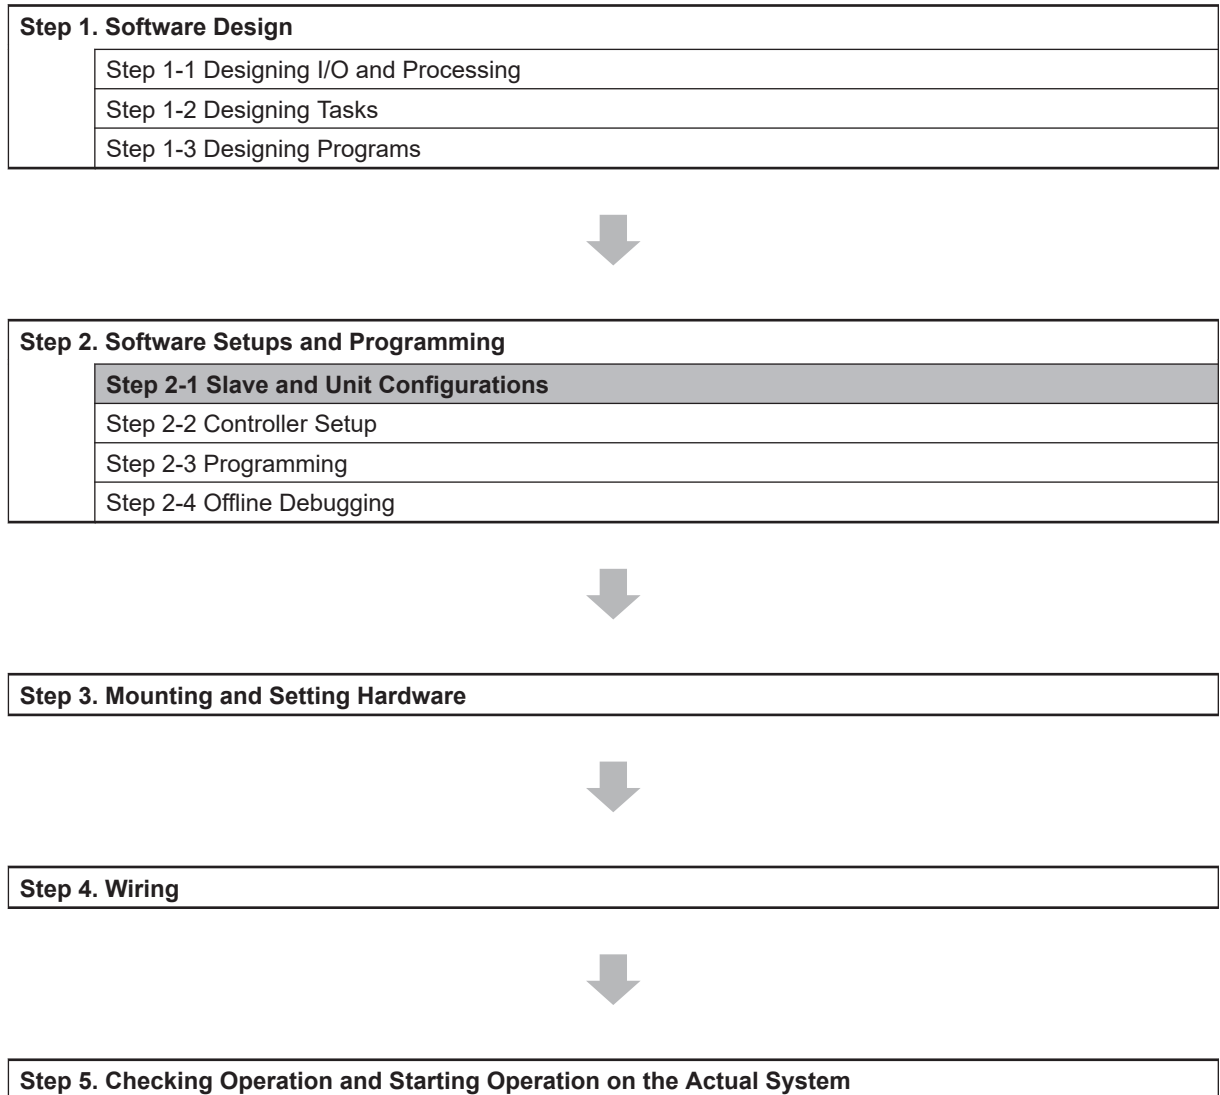 Step 1. Software Design
Step 1-1 Designing I/O and Processing
Step 1-2 Designing Tasks
Step 1-3 Designing Programs
Step 2. Software Setups and Programming
Step 2-1 Slave and Unit Configurations
Step 2-2 Controller Setup
Step 2-3 Programming
Step 2-4 Offline Debugging
Step 3. Mounting and Setting Hardware
Step 4. Wiring
Step 5. Checking Operation and Starting Operation on the Actual System